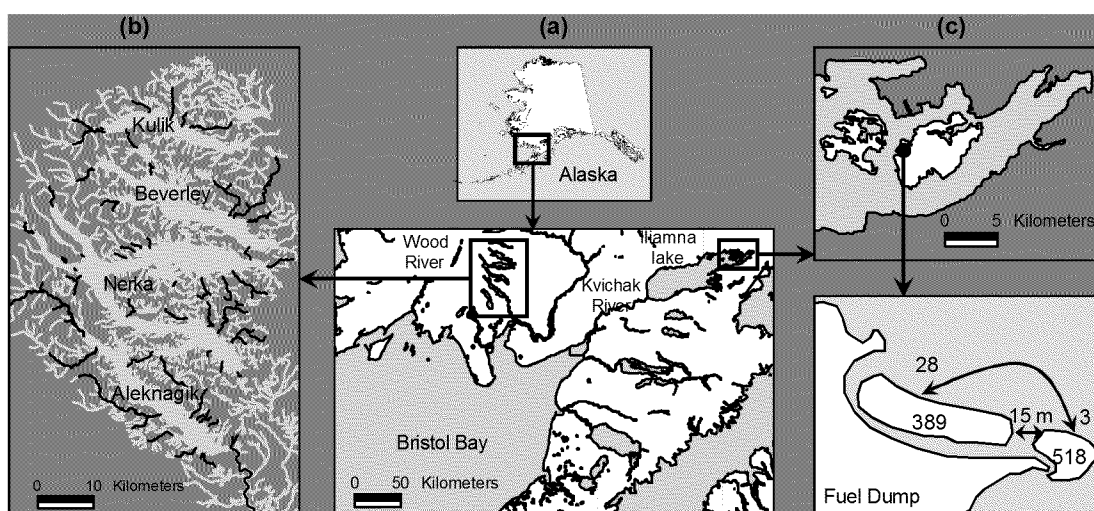 (b)
(a)
(c)
Kulik
Beverley
Nerka
Aleknagik
0 10 Kilometers
Alaska
Wood
River
Iliamna
lake
Kvichak
River
Bristol Bay
0 50 Kilometers
0 5 Kilometers
28
389
15 m
3
518
Fuel Dump